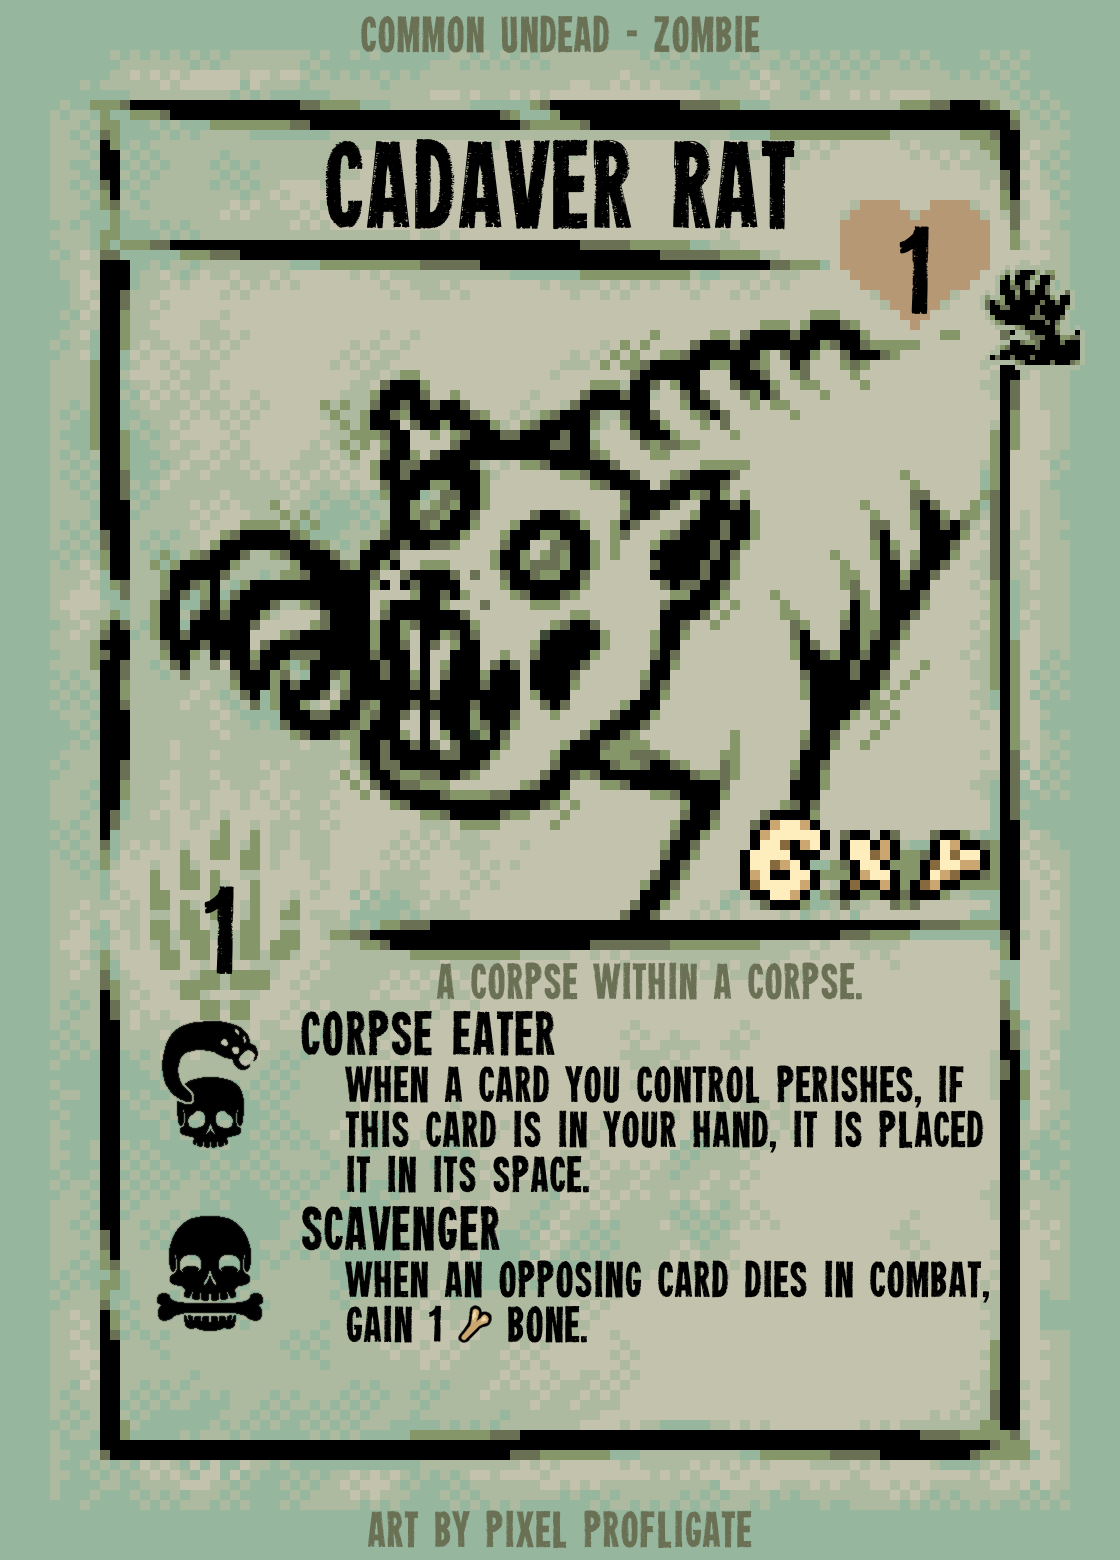 COMMON UNDEAD - ZOMBIE
CADAVER RAT
1
6 X
1
A CORPSE WITHIN A CORPSE.
CORPSE EATER
WHEN A CARD YOU CONTROL PERISHES, IF
THIS CARD IS IN YOUR HAND, IT IS PLACED
IT IN ITS SPACE.
SCAVENGER
WHEN AN OPPOSING CARD DIES IN COMBAT,
GAIN 1 BONE.
ART BY PIXEL PROFLIGATE